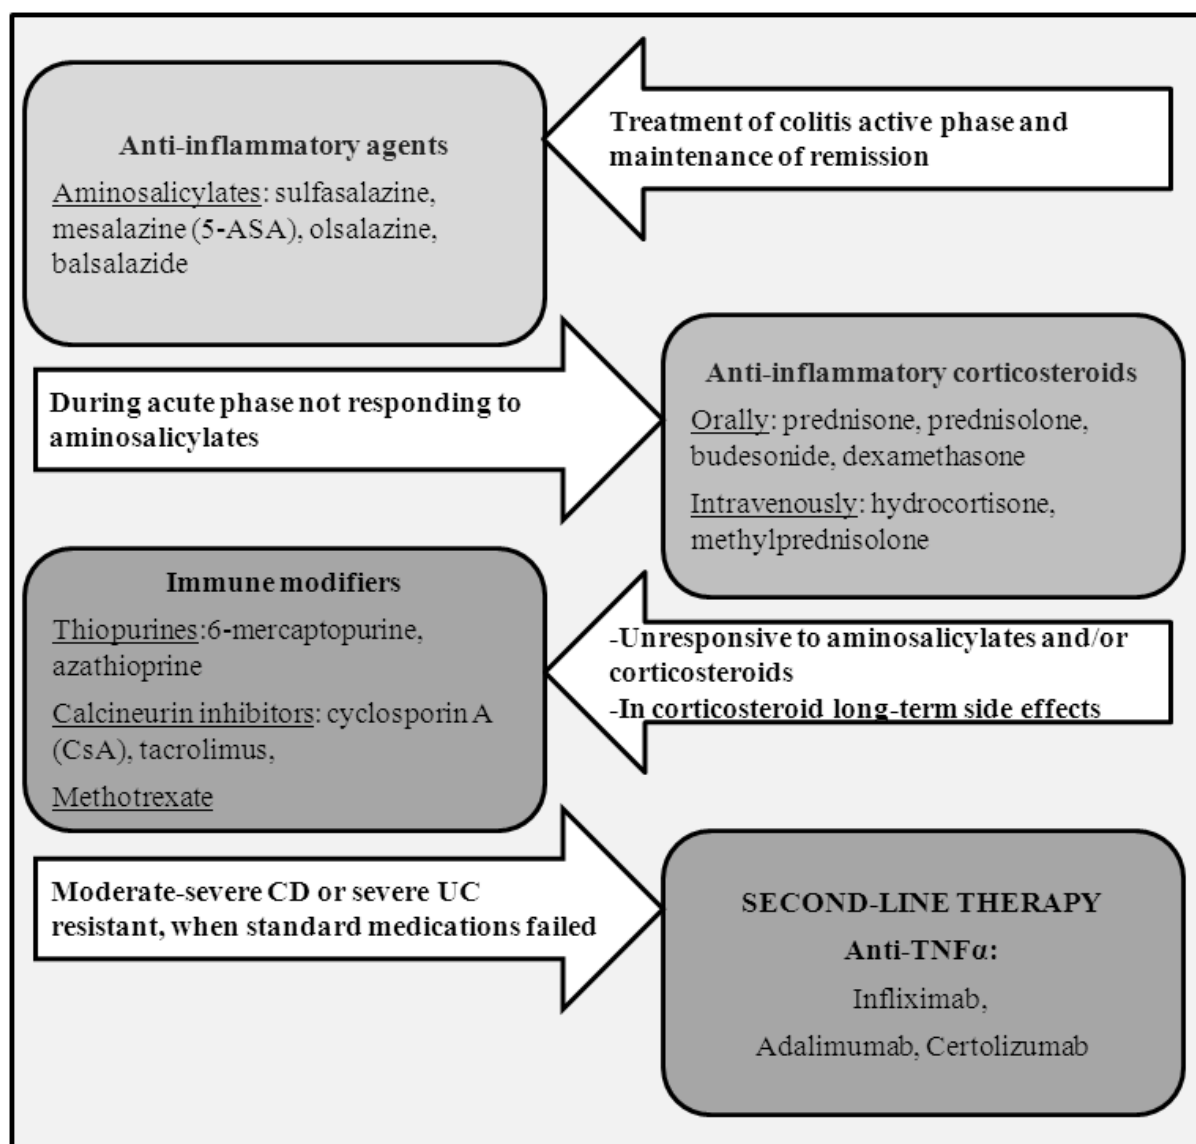 Anti-inflammatory agents
Aminosalicylates: sulfasalazine,
mesalazine (5-ASA), olsalazine,
balsalazide
Treatment of colitis active phase and
maintenance of remission
During acute phase not responding to
aminosalicylates
Anti-inflammatory corticosteroids
Orally: prednisone, prednisolone,
budesonide, dexamethasone
Intravenously: hydrocortisone,
methylprednisolone
Immune modifiers
Thiopurines:6-mercaptopurine,
azathioprine
Calcineurin inhibitors: cyclosporin A
(CsA), tacrolimus,
Methotrexate
-Unresponsive to aminosalicylates and/or
corticosteroids
-In corticosteroid long-term side effects
Moderate-severe CD or severe UC
resistant, when standard medications failed
SECOND-LINE THERAPY
Anti-TNFα:
Infliximab,
Adalimumab, Certolizumab